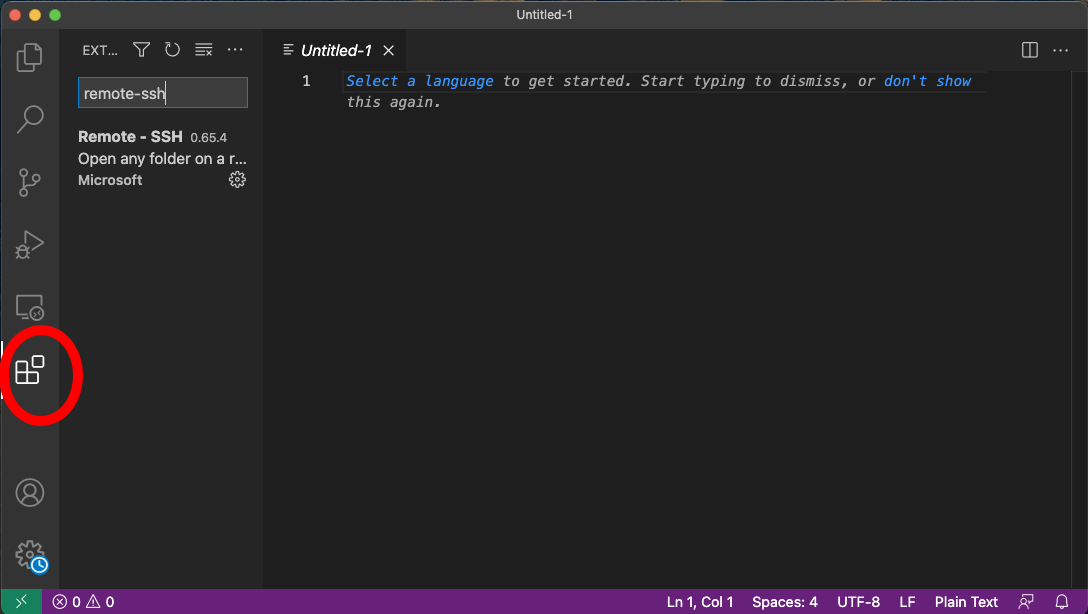 Untitled-1
EXT...
Untitled-1
remote-ssh
1 Select a language to get started. Start typing to dismiss, or don't show
this again.
Remote - SSH 0.65.4
Open any folder on a r...
Microsoft
0 0 Ln 1, Col 1 Spaces: 4 UTF-8 LF Plain Text